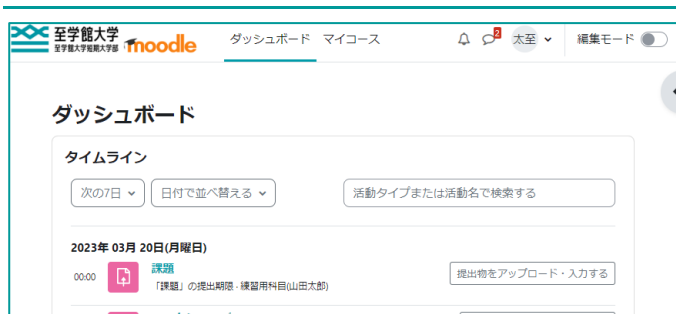 至学館大学
至学館大学短期大学部
moodle
ダッシュボード マイコース
2
太至
編集モード
ダッシュボード
タイムライン
次の7日
日付で並べ替える
活動タイプまたは活動名で検索する
2023年 03月 20日(月曜日)
00:00
課題
「課題」の提出期限 · 練習用科目(山田太郎)
提出物をアップロード・入力する